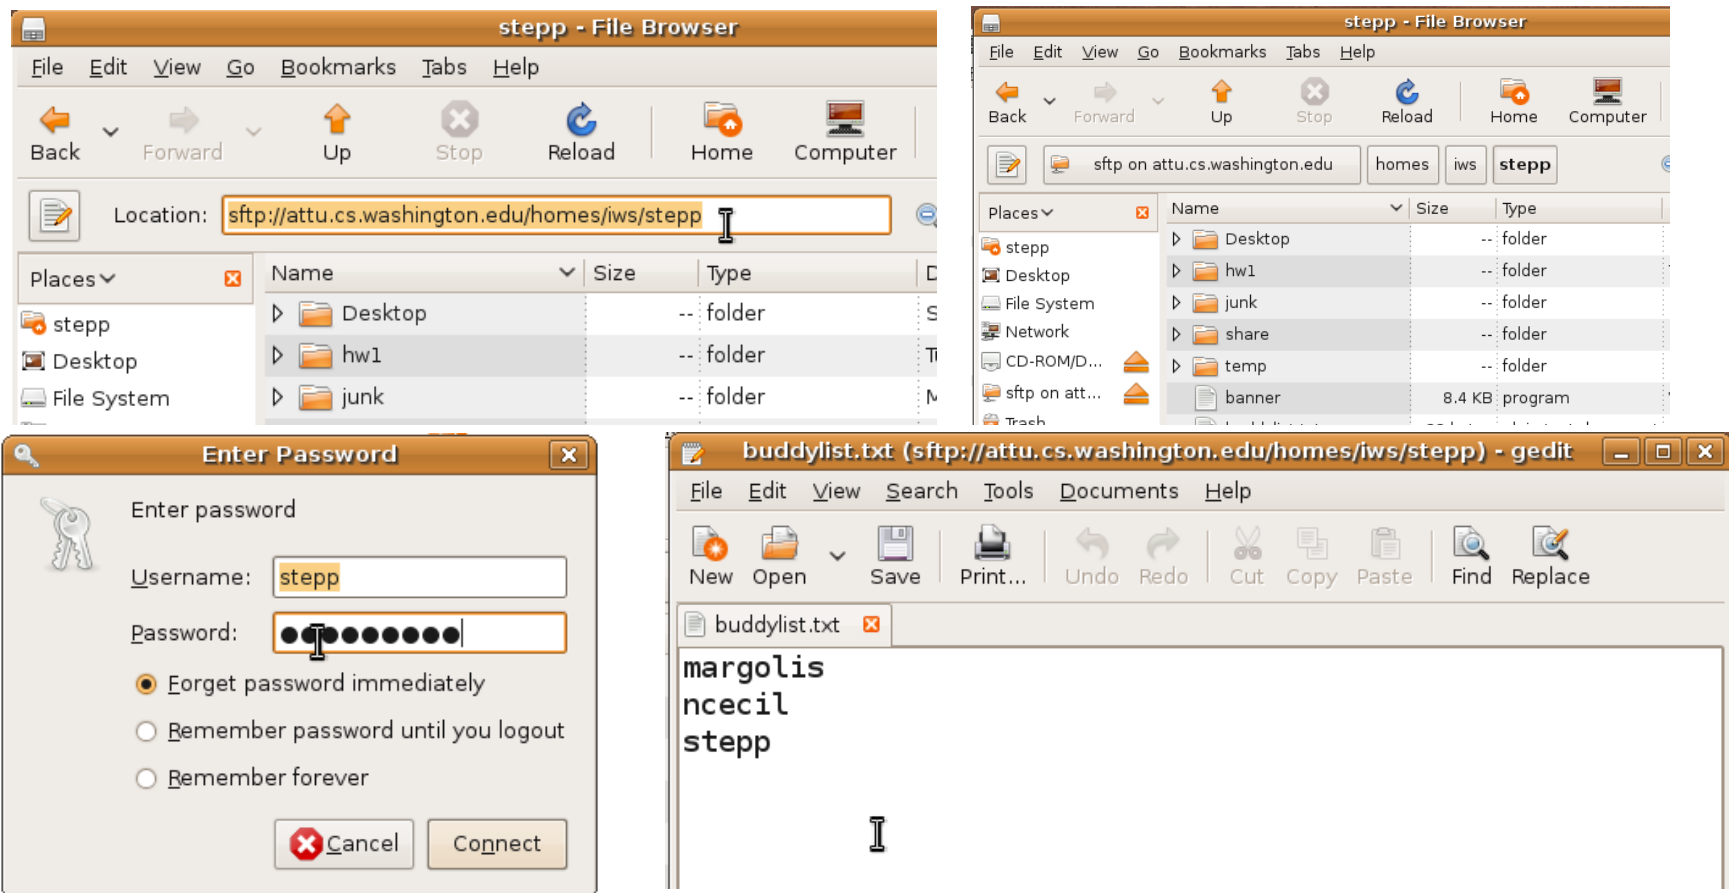 stepp - File Browser
File Edit View Go Bookmarks Tabs Help
Back Forward Up Stop Reload Home Computer
Location: sftp://attu.cs.washington.edu/homes/iws/stepp
Places Name Size Type D
stepp
Desktop
File System
Desktop -- folder S
hw1 -- folder
junk -- folder M
stepp - File Browser
File Edit View Go Bookmarks Tabs Help
Back Forward Up Stop Reload Home Computer
sftp on attu.cs.washington.edu homes iws stepp
Places Name Size Type
stepp
Desktop
File System
Network
CD-ROM/D...
sftp on att...
Trash
Desktop -- folder
hw1 -- folder
junk -- folder
share -- folder
temp -- folder
banner 8.4 KB program
Enter Password
Enter password
Username: stepp
Password: ●●●●●●●●●
Forget password immediately
Remember password until you logout
Remember forever
Cancel Connect
buddylist.txt (sftp://attu.cs.washington.edu/homes/iws/stepp) - gedit
File Edit View Search Tools Documents Help
New Open Save Print... Undo Redo Cut Copy Paste Find Replace
buddylist.txt
margolis
ncecil
stepp